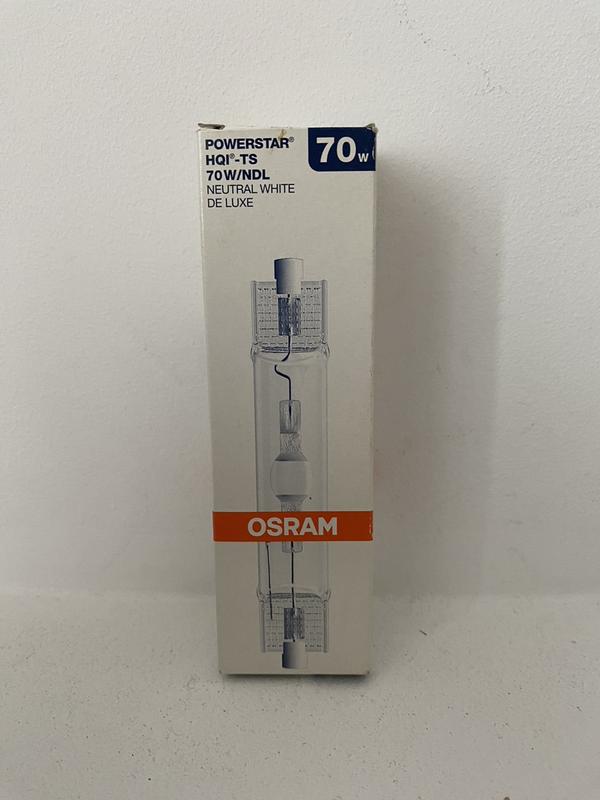 POWERSTAR®
HQI®-TS
70W/NDL
NEUTRAL WHITE
DE LUXE
70W
OSRAM